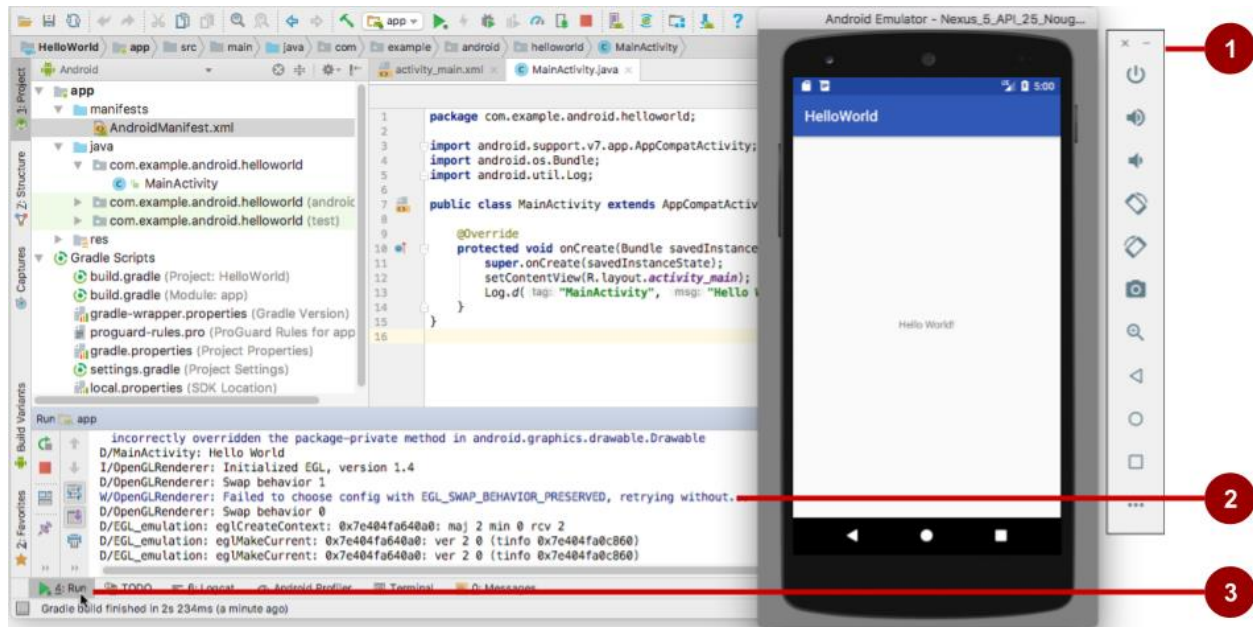 app
?
HelloWorld app src main java com example android helloworld MainActivity
Android
activity_main.xml MainActivity.java
1: Project
Z: Structure
Captures
Build Variants
2: Favorites
app
manifests
AndroidManifest.xml
java
com.example.android.helloworld
MainActivity
com.example.android.helloworld (androic
com.example.android.helloworld (test)
res
Gradle Scripts
build.gradle (Project: HelloWorld)
build.gradle (Module: app)
gradle-wrapper.properties (Gradle Version)
proguard-rules.pro (ProGuard Rules for app
gradle.properties (Project Properties)
settings.gradle (Project Settings)
local.properties (SDK Location)
1 package com.example.android.helloworld;
2
3 import android.support.v7.app.AppCompatActivity;
4 import android.os.Bundle;
5 import android.util.Log;
6
7 public class MainActivity extends AppCompatActiv
8
9 @Override
10 protected void onCreate(Bundle savedInstance
11 super.onCreate(savedInstanceState);
12 setContentView(R.layout.activity_main);
13 Log.d( tag: "MainActivity", msg: "Hello W
14 }
15 }
16
Run app
incorrectly overridden the package-private method in android.graphics.drawable.Drawable
D/MainActivity: Hello World
I/OpenGLRenderer: Initialized EGL, version 1.4
D/OpenGLRenderer: Swap behavior 1
W/OpenGLRenderer: Failed to choose config with EGL_SWAP_BEHAVIOR_PRESERVED, retrying without...
D/OpenGLRenderer: Swap behavior 0
D/EGL_emulation: eglCreateContext: 0x7e404fa640a0: maj 2 min 0 rcv 2
D/EGL_emulation: eglMakeCurrent: 0x7e404fa640a0: ver 2 0 (tinfo 0x7e404fa0c860)
D/EGL_emulation: eglMakeCurrent: 0x7e404fa640a0: ver 2 0 (tinfo 0x7e404fa0c860)
4: Run TODO 6: Logcat Android Profiler Terminal 0: Messages
Gradle build finished in 2s 234ms (a minute ago)
Android Emulator - Nexus_5_API_25_Noug...
5:00
HelloWorld
Hello World!
1
2
3